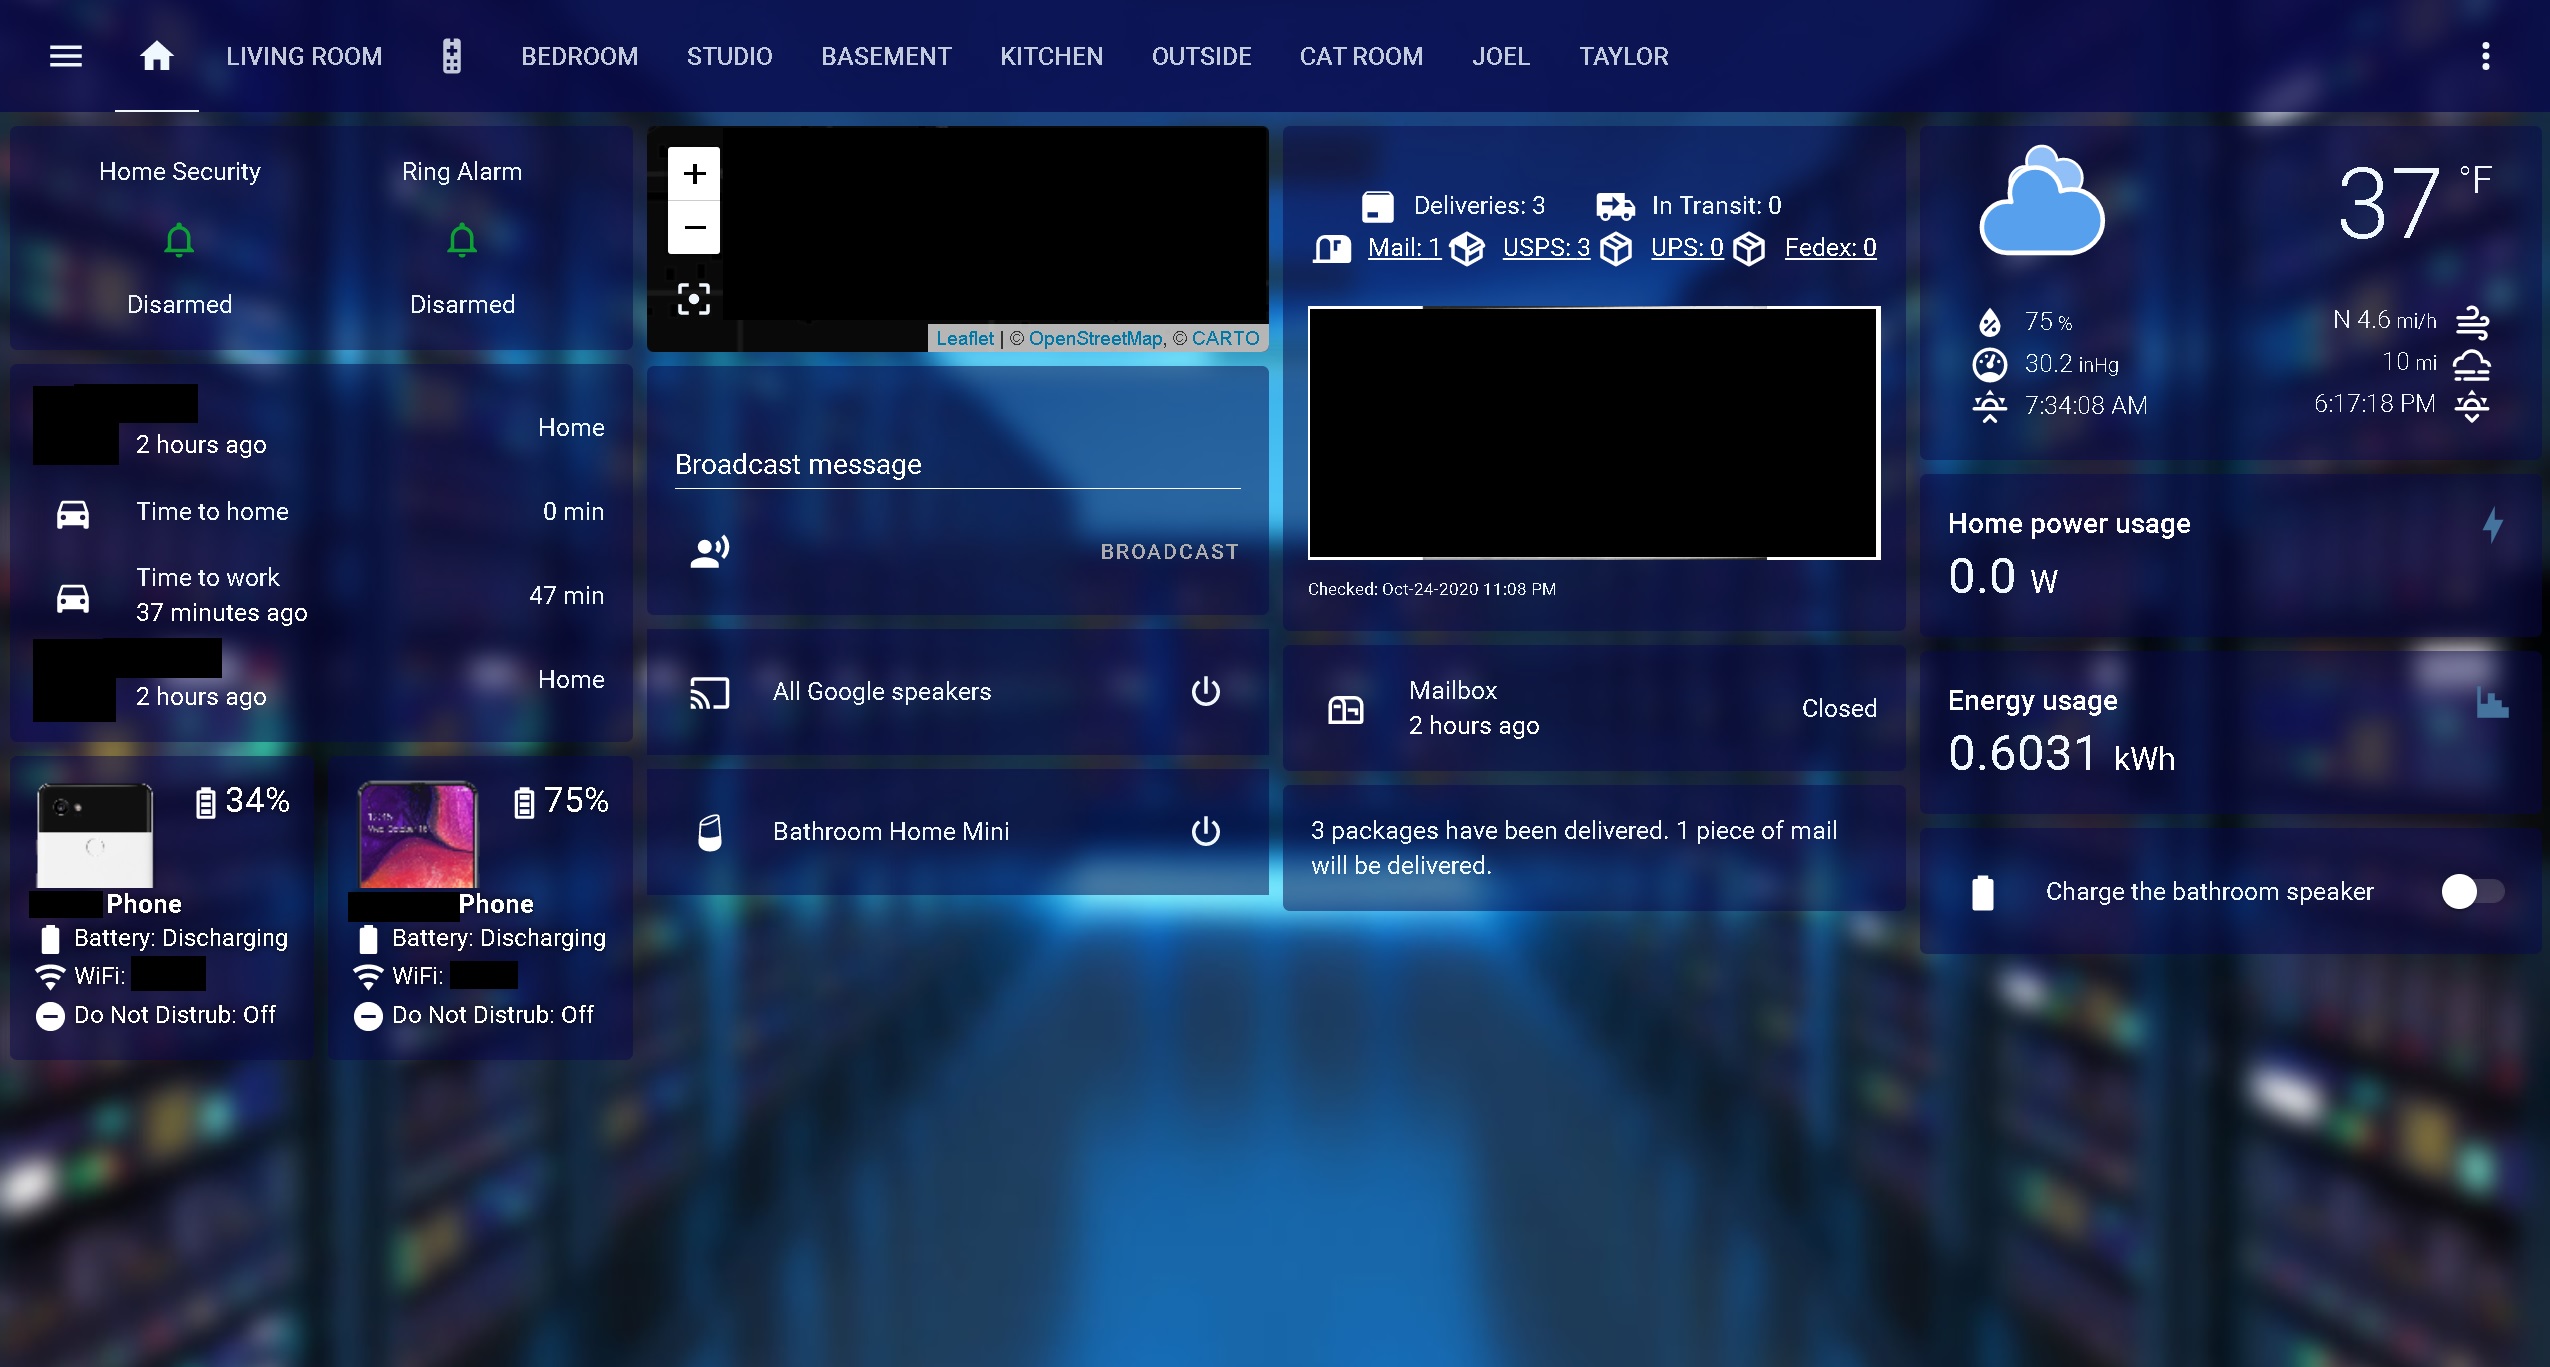 LIVING ROOM BEDROOM STUDIO BASEMENT KITCHEN OUTSIDE CAT ROOM JOEL TAYLOR
Home Security Ring Alarm
Disarmed Disarmed
2 hours ago Home
Time to home 0 min
Time to work
37 minutes ago 47 min
2 hours ago Home
34%
Phone
Battery: Discharging
WiFi:
Do Not Distrub: Off
75%
12:45
Phone
Battery: Discharging
WiFi:
Do Not Distrub: Off
+
−
Leaflet | © OpenStreetMap, © CARTO
Broadcast message
BROADCAST
All Google speakers
Bathroom Home Mini
Deliveries: 3 In Transit: 0
Mail: 1 USPS: 3 UPS: 0 Fedex: 0
Checked: Oct-24-2020 11:08 PM
Mailbox
2 hours ago Closed
3 packages have been delivered. 1 piece of mail
will be delivered.
37 °F
75 % N 4.6 mi/h
30.2 inHg 10 mi
7:34:08 AM 6:17:18 PM
Home power usage
0.0 W
Energy usage
0.6031 kWh
Charge the bathroom speaker